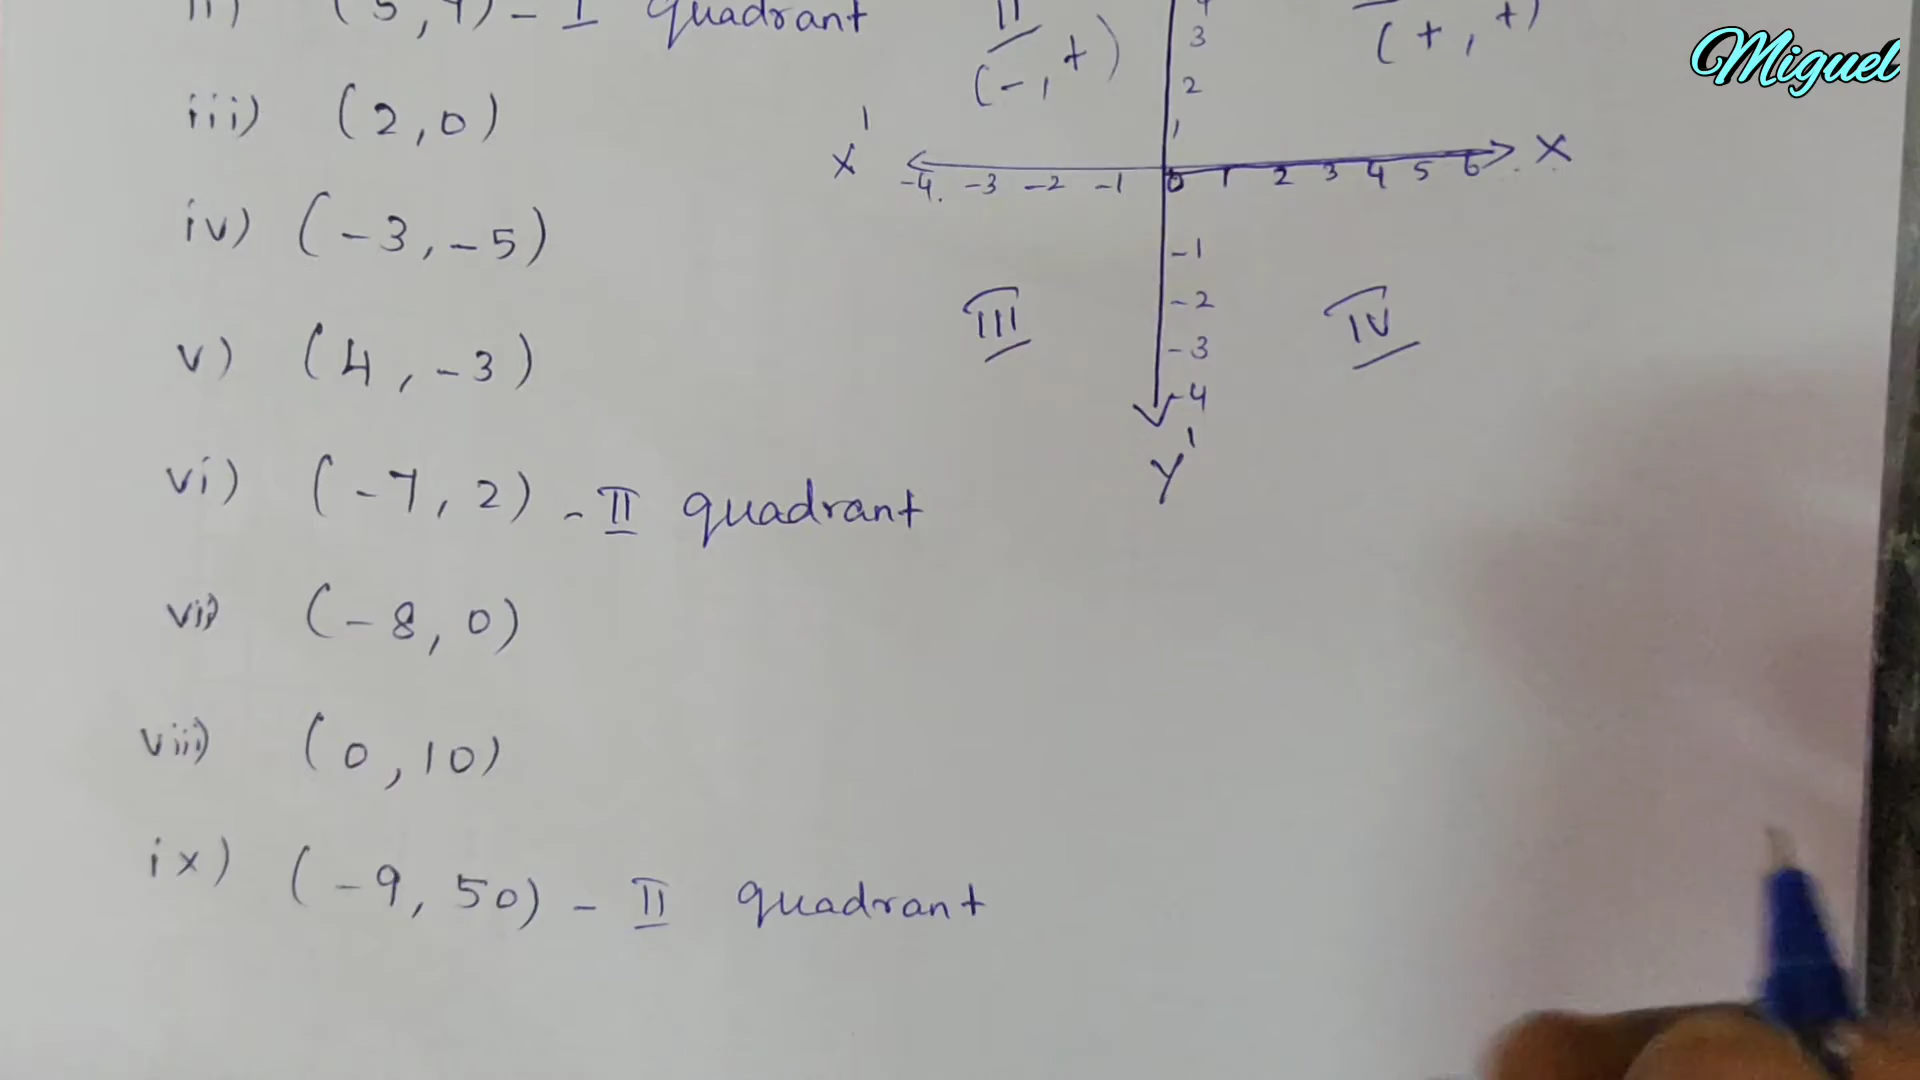 ii) (5,7) - I quadrant
II
(-, +)
(+, +)
Miguel
3
2
1
iii) (2,0)
X' -4. -3 -2 -1 0 1 2 3 4 5 6 X
iv) (-3, -5)
-1
-2
III IV
-3
v) (4, -3)
-4
Y'
vi) (-7, 2) - II quadrant
vii) (-8, 0)
viii) (0, 10)
ix) (-9, 50) - II quadrant